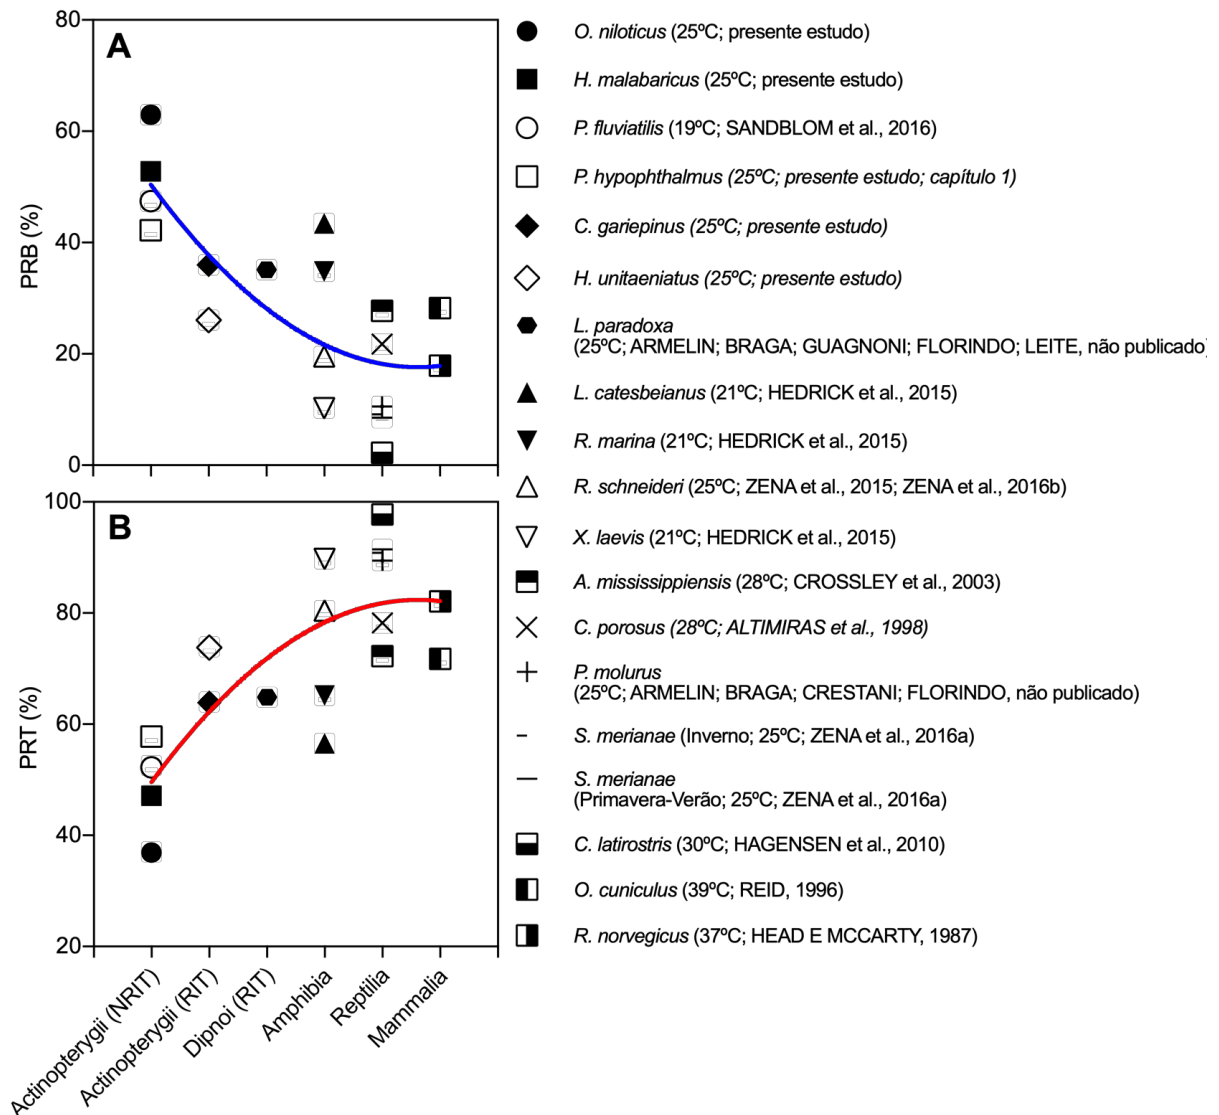 80
A
60
PRB (%)
40
20
0
100
B
80
PRT (%)
60
40
20
Actinopterygii (NRIT)
Actinopterygii (RIT)
Dipnoi (RIT)
Amphibia
Reptilia
Mammalia
O. niloticus (25ºC; presente estudo)
H. malabaricus (25ºC; presente estudo)
P. fluviatilis (19ºC; SANDBLOM et al., 2016)
P. hypophthalmus (25ºC; presente estudo; capítulo 1)
C. gariepinus (25ºC; presente estudo)
H. unitaeniatus (25ºC; presente estudo)
L. paradoxa
(25ºC; ARMELIN; BRAGA; GUAGNONI; FLORINDO; LEITE, não publicado)
L. catesbeianus (21ºC; HEDRICK et al., 2015)
R. marina (21ºC; HEDRICK et al., 2015)
R. schneideri (25ºC; ZENA et al., 2015; ZENA et al., 2016b)
X. laevis (21ºC; HEDRICK et al., 2015)
A. mississippiensis (28ºC; CROSSLEY et al., 2003)
C. porosus (28ºC; ALTIMIRAS et al., 1998)
P. molurus
(25ºC; ARMELIN; BRAGA; CRESTANI; FLORINDO, não publicado)
S. merianae (Inverno; 25ºC; ZENA et al., 2016a)
S. merianae
(Primavera-Verão; 25ºC; ZENA et al., 2016a)
C. latirostris (30ºC; HAGENSEN et al., 2010)
O. cuniculus (39ºC; REID, 1996)
R. norvegicus (37ºC; HEAD E MCCARTY, 1987)